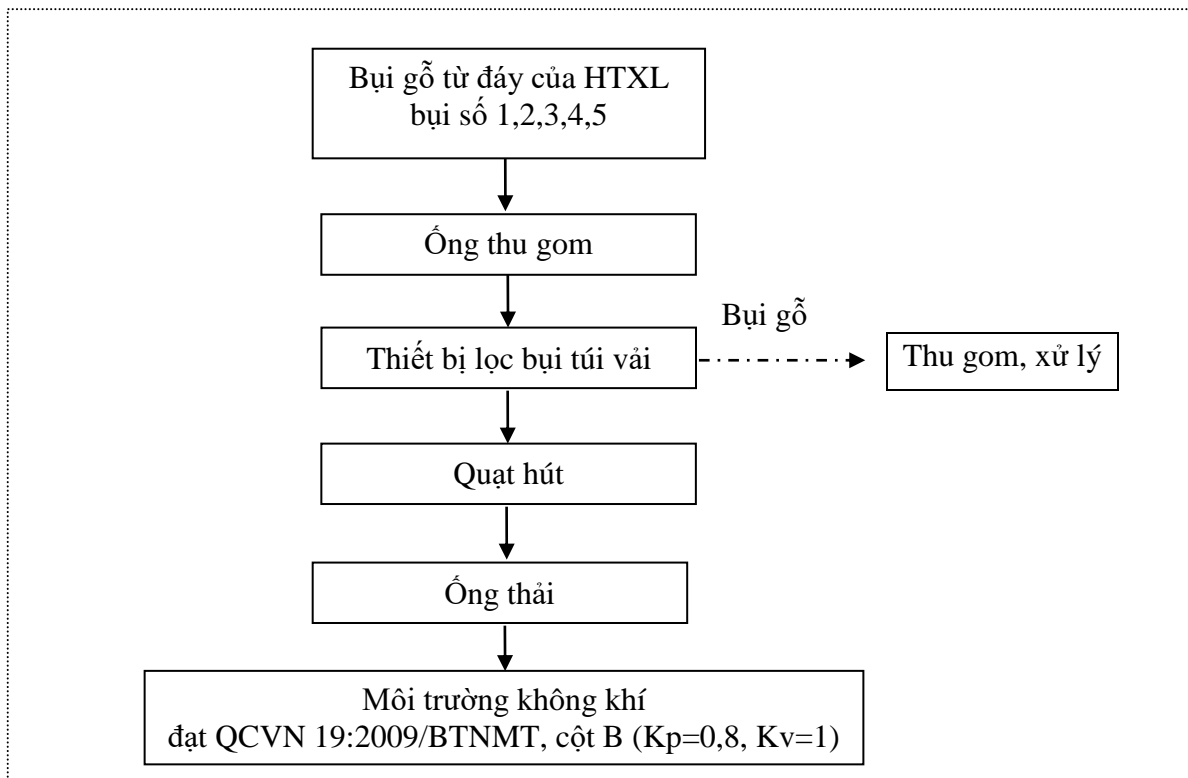 Bụi gỗ từ đáy của HTXL
bụi số 1,2,3,4,5
Ống thu gom
Bụi gỗ
Thiết bị lọc bụi túi vải
Thu gom, xử lý
Quạt hút
Ống thải
Môi trường không khí
đạt QCVN 19:2009/BTNMT, cột B (Kp=0,8, Kv=1)